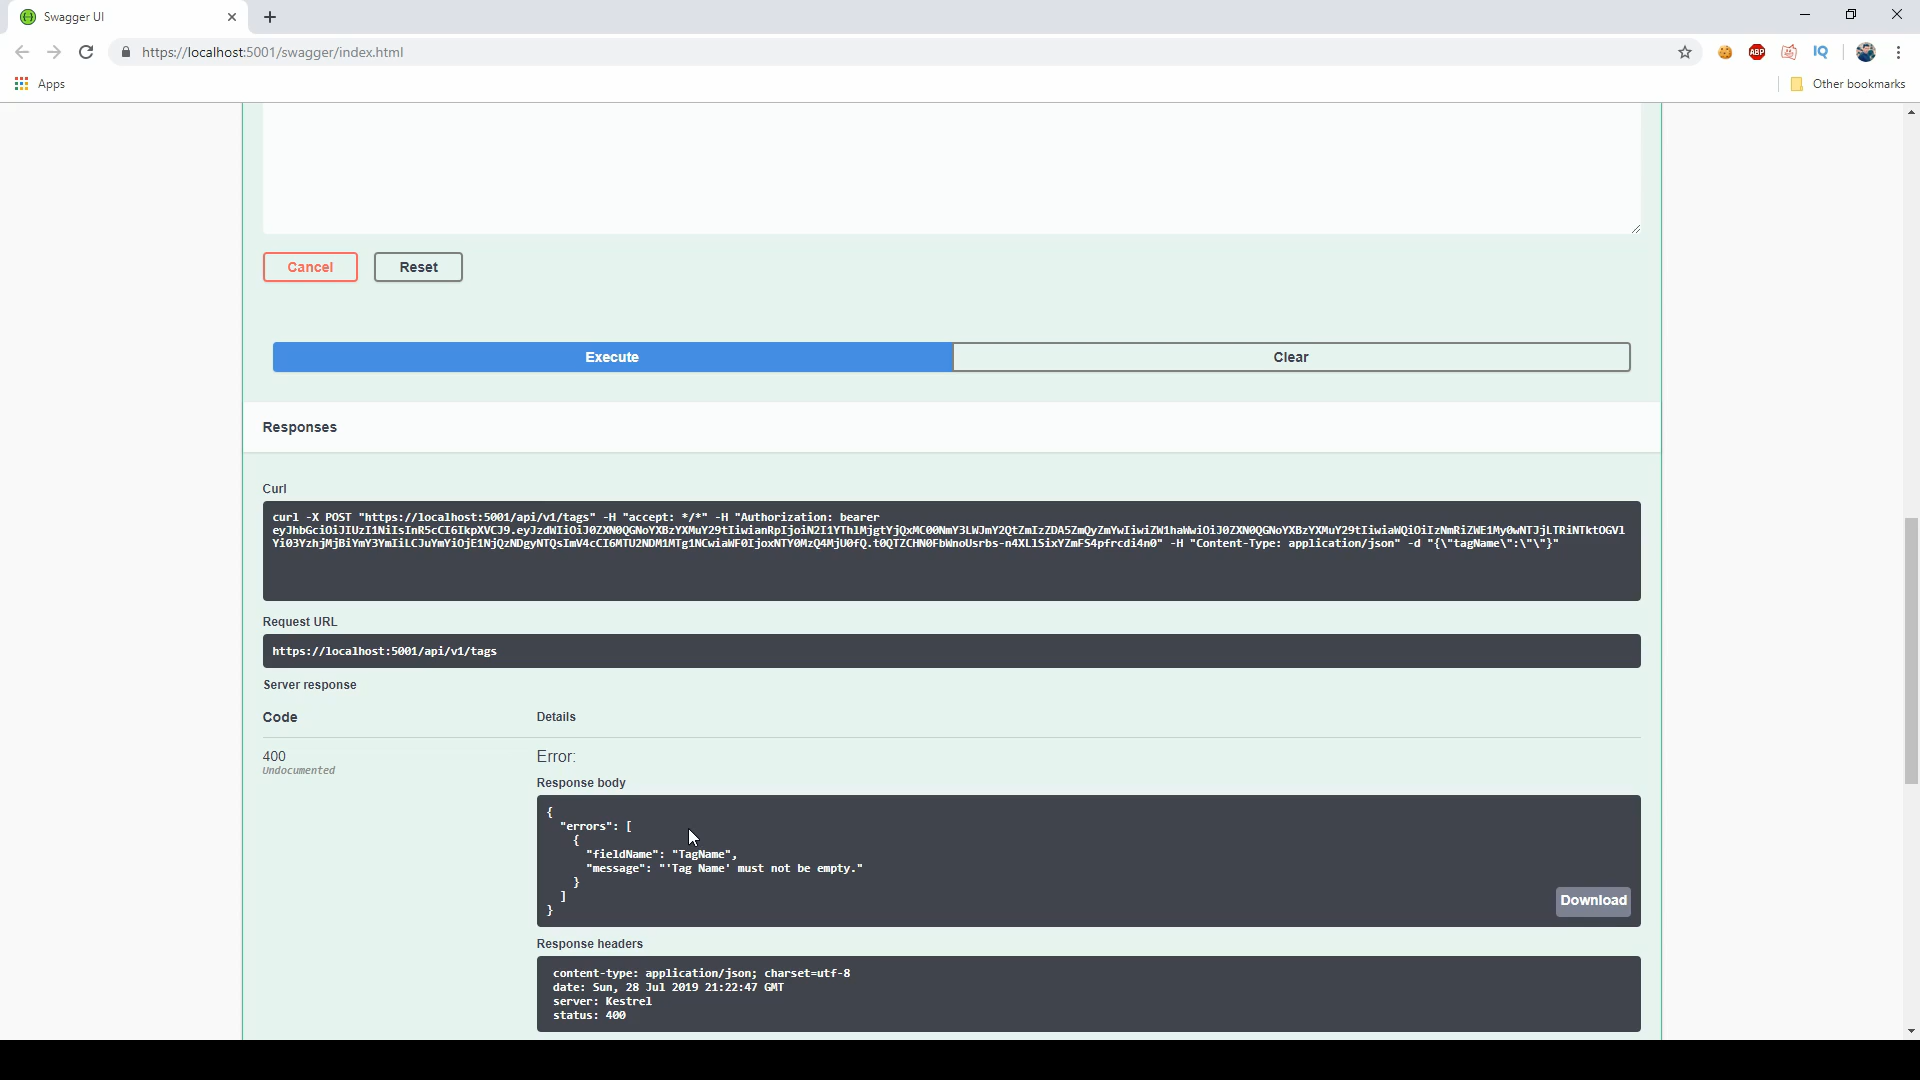 Swagger UI
https://localhost:5001/swagger/index.html
ABP
IQ
Apps
Other bookmarks
Cancel
Reset
Execute
Clear
Responses
Curl
curl -X POST "https://localhost:5001/api/v1/tags" -H "accept: */*" -H "Authorization: bearer
-H "Content-Type: application/json" -d "{\"tagName\":\"\"}"
Request URL
https://localhost:5001/api/v1/tags
Server response
Code
Details
400
Undocumented
Error:
Response body
{
"errors": [
{
"fieldName": "TagName",
"message": "'Tag Name' must not be empty."
}
]
}
Download
Response headers
content-type: application/json; charset=utf-8
date: Sun, 28 Jul 2019 21:22:47 GMT
server: Kestrel
status: 400